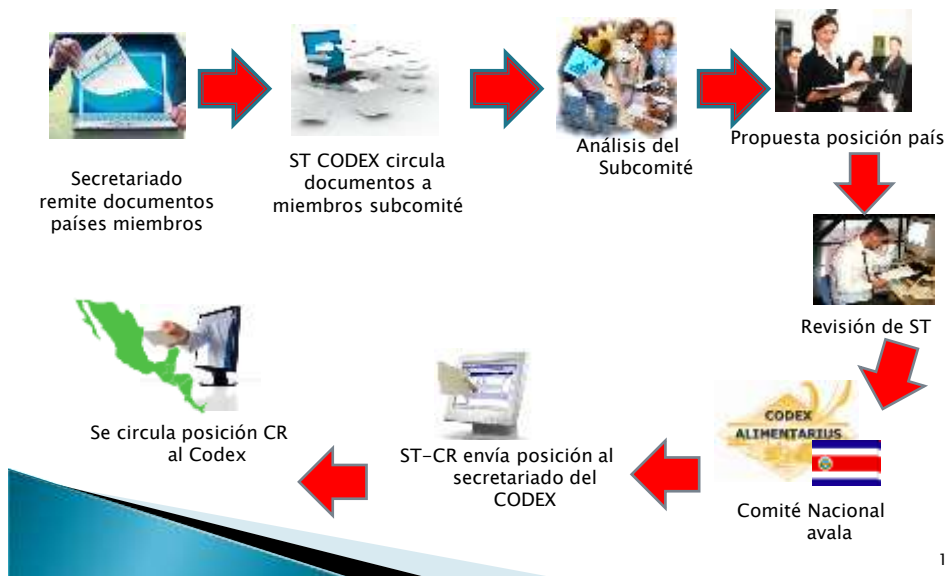 Secretariado
remite documentos
países miembros
ST CODEX circula
documentos a
miembros subcomité
Análisis del
Subcomité
Propuesta posición país
Revisión de ST
CODEX
ALIMENTARIUS
Comité Nacional
avala
ST-CR envía posición al
secretariado del
CODEX
Se circula posición CR
al Codex
1